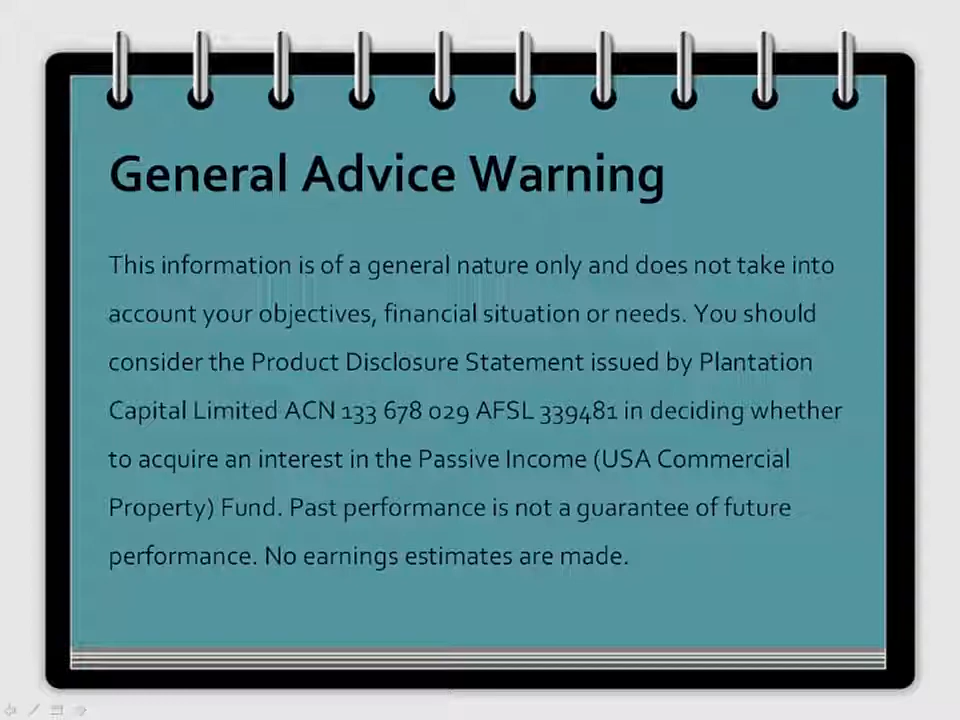 General Advice Warning
This information is of a general nature only and does not take into
account your objectives, financial situation or needs. You should
consider the Product Disclosure Statement issued by Plantation
Capital Limited ACN 133 678 029 AFSL 339481 in deciding whether
to acquire an interest in the Passive Income (USA Commercial
Property) Fund. Past performance is not a guarantee of future
performance. No earnings estimates are made.